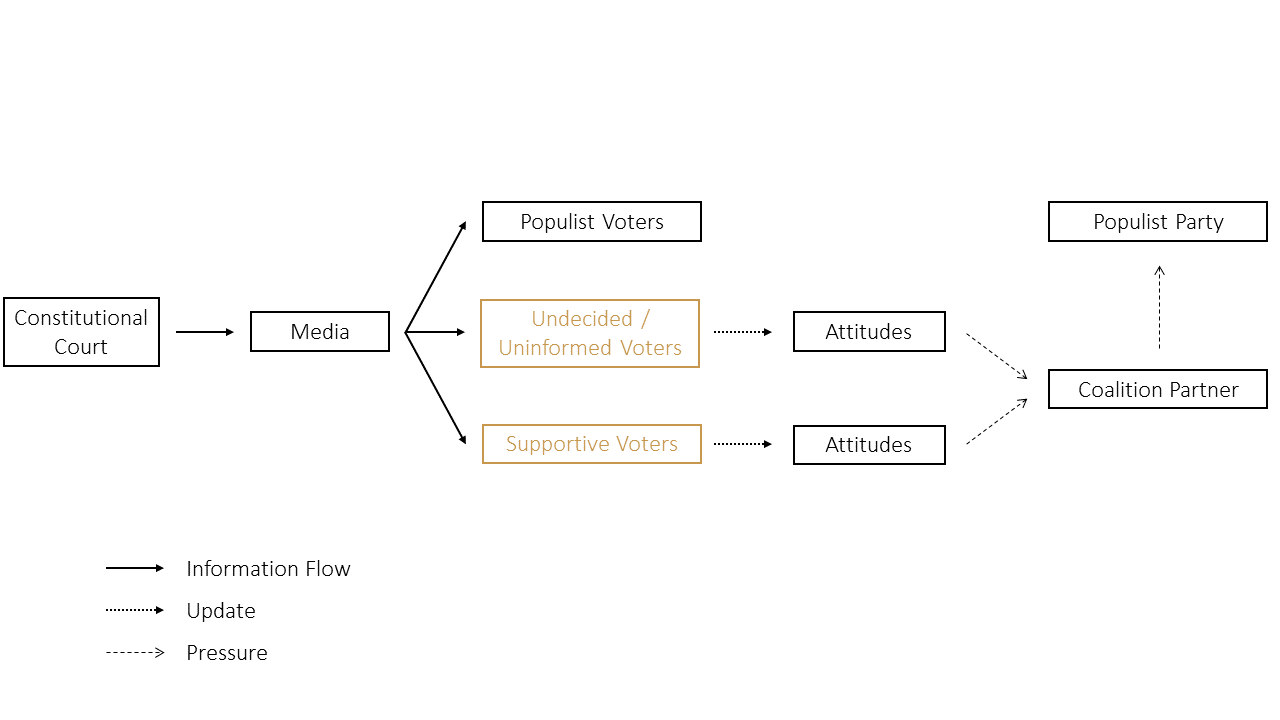 Populist Voters
Populist Party
Constitutional
Court
Media
Undecided /
Uninformed Voters
Attitudes
Coalition Partner
Supportive Voters
Attitudes
Information Flow
Update
Pressure